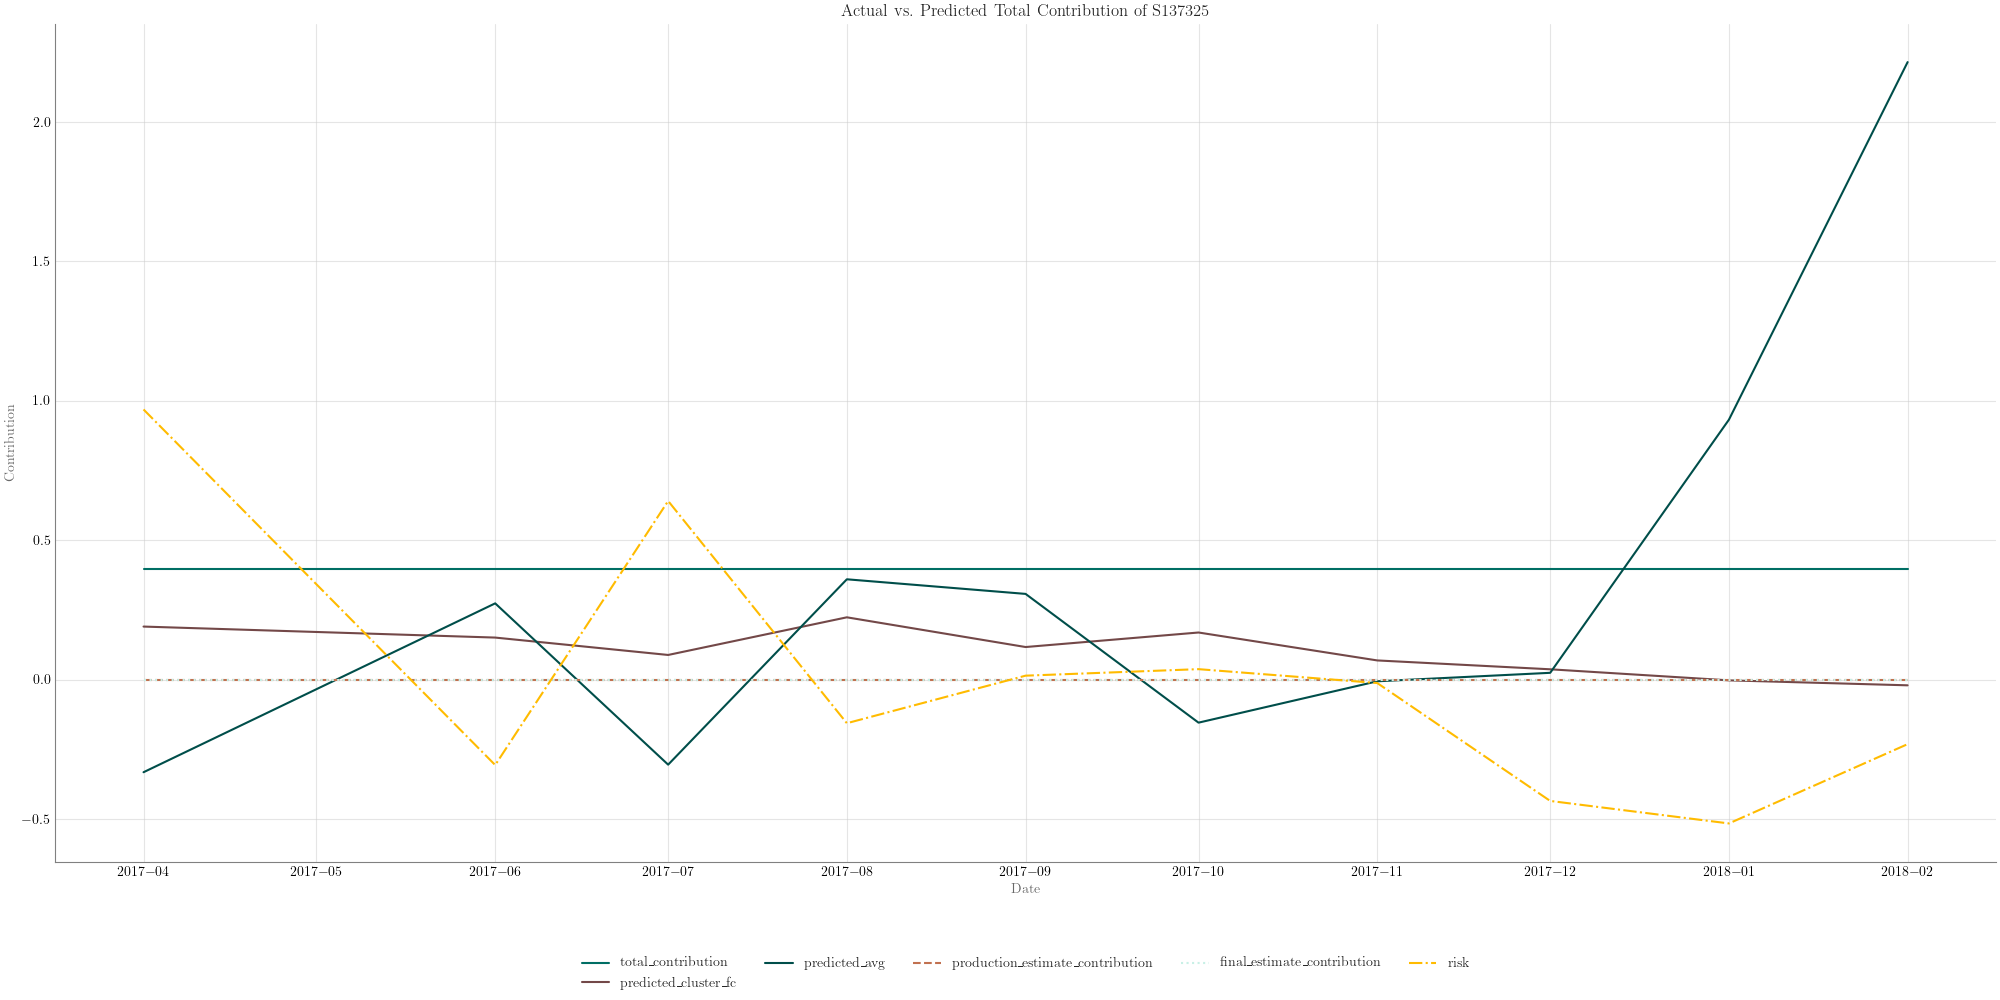 Actual vs. Predicted Total Contribution of S137325
Contribution
2.0
1.5
1.0
0.5
0.0
−0.5
2017−04 2017−05 2017−06 2017−07 2017−08 2017−09 2017−10 2017−11 2017−12 2018−01 2018−02
Date
total_contribution predicted_avg production_estimate_contribution final_estimate_contribution risk
predicted_cluster_fc